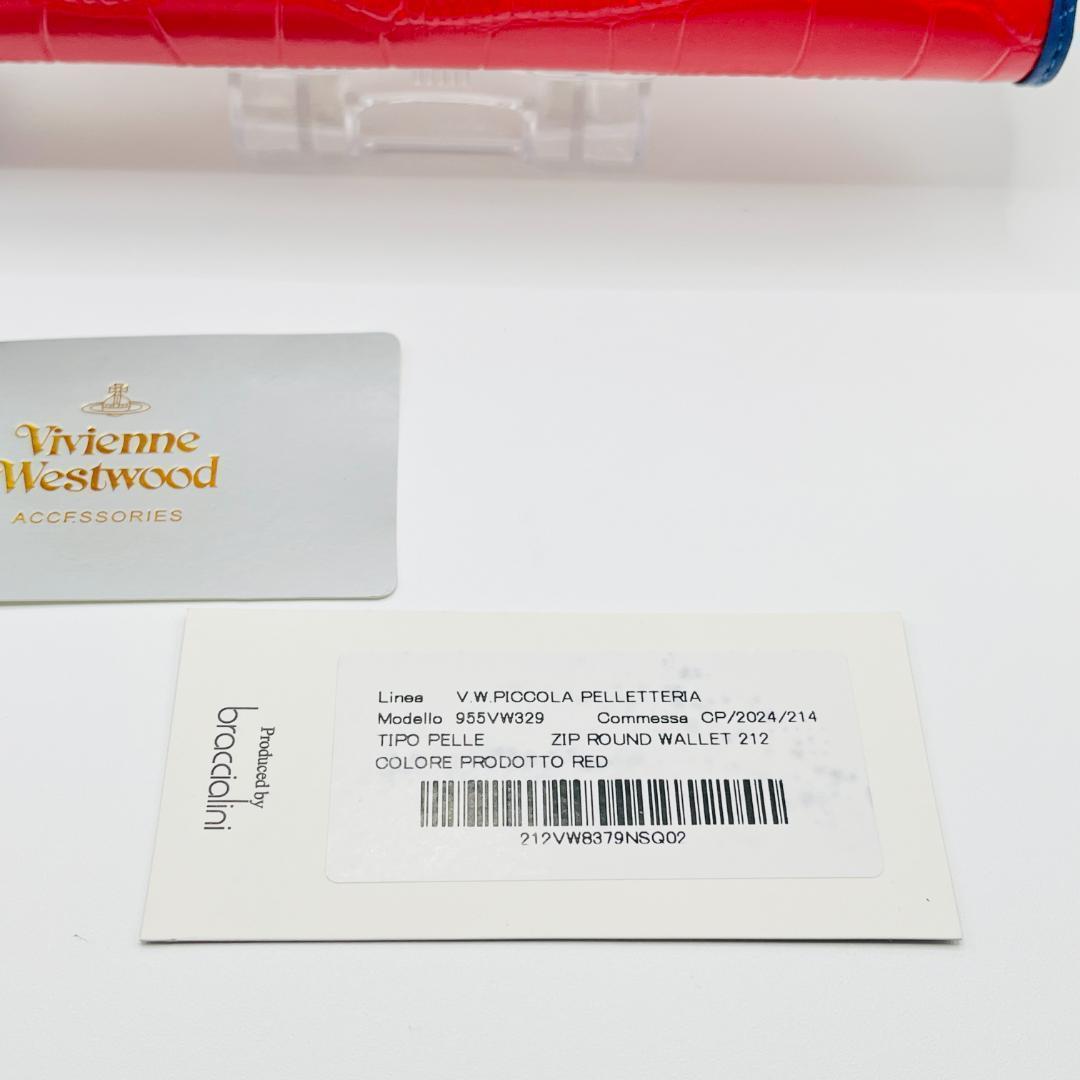 Vivienne
Westwood
ACCESSORIES
Produced by
braccialini
Linea V.W.PICCOLA PELLETTERIA
Modello 955VW329 Commessa CP/2024/214
TIPO PELLE ZIP ROUND WALLET 212
COLORE PRODOTTO RED
212VW8379NSQ02